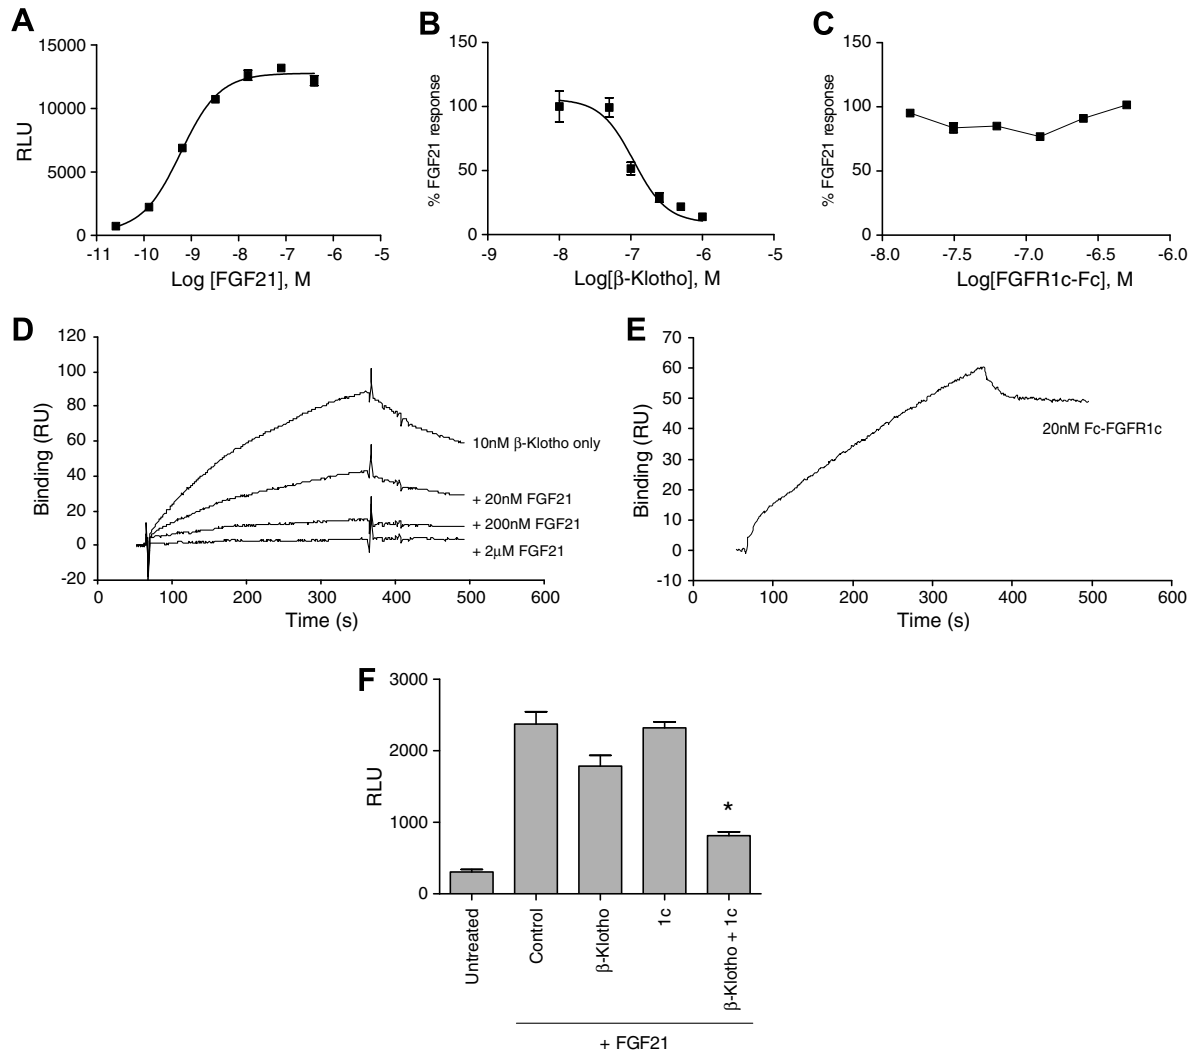 A
15000
10000
5000
0
RLU
-11 -10 -9 -8 -7 -6 -5
Log [FGF21], M
B
150
100
50
0
% FGF21 response
-9 -8 -7 -6 -5
Log[β-Klotho], M
C
150
100
50
0
% FGF21 response
-8.0 -7.5 -7.0 -6.5 -6.0
Log[FGFR1c-Fc], M
D
120
100
80
60
40
20
0
-20
Binding (RU)
10nM β-Klotho only
+ 20nM FGF21
+ 200nM FGF21
+ 2μM FGF21
0 100 200 300 400 500 600
Time (s)
E
70
60
50
40
30
20
10
0
-10
Binding (RU)
20nM Fc-FGFR1c
0 100 200 300 400 500 600
Time (s)
F
3000
2000
1000
0
RLU
*
Untreated
Control
β-Klotho
1c
β-Klotho + 1c
+ FGF21